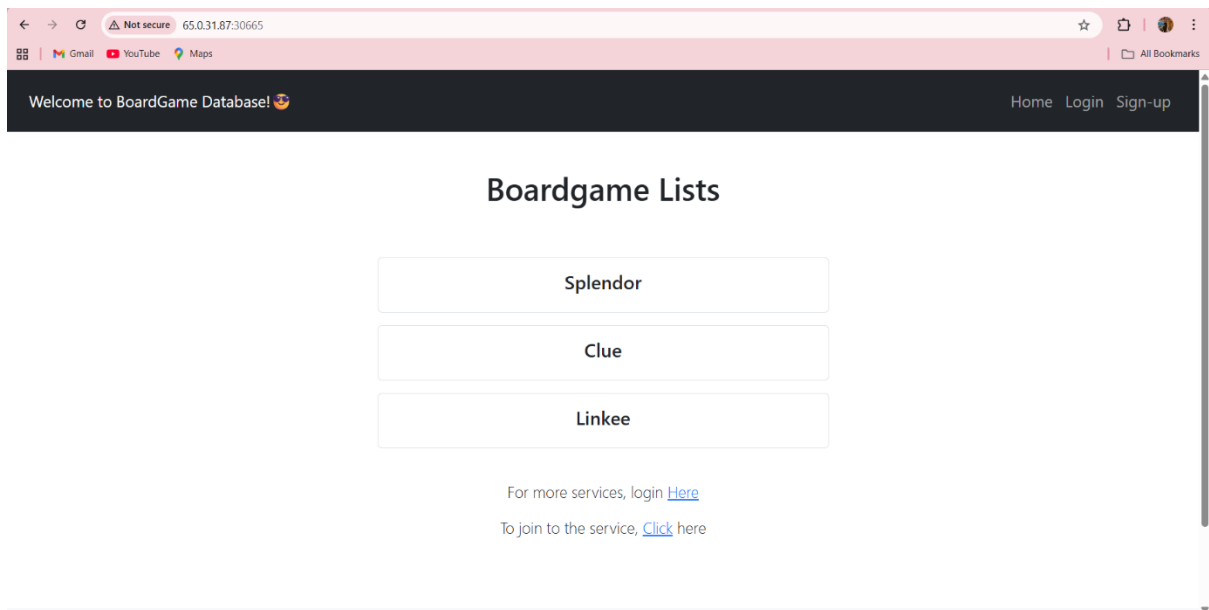 Not secure 65.0.31.87:30665
Gmail YouTube Maps All Bookmarks
Welcome to BoardGame Database!😎 Home Login Sign-up
Boardgame Lists
Splendor
Clue
Linkee
For more services, login Here
To join to the service, Click here